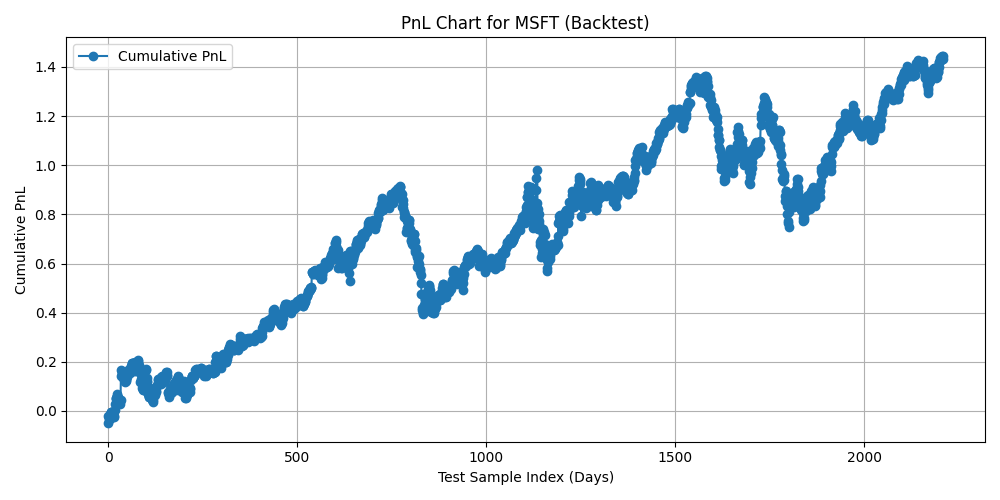 PnL Chart for MSFT (Backtest)
Cumulative PnL
1.4
1.2
1.0
0.8
0.6
0.4
0.2
0.0
Cumulative PnL
0 500 1000 1500 2000
Test Sample Index (Days)